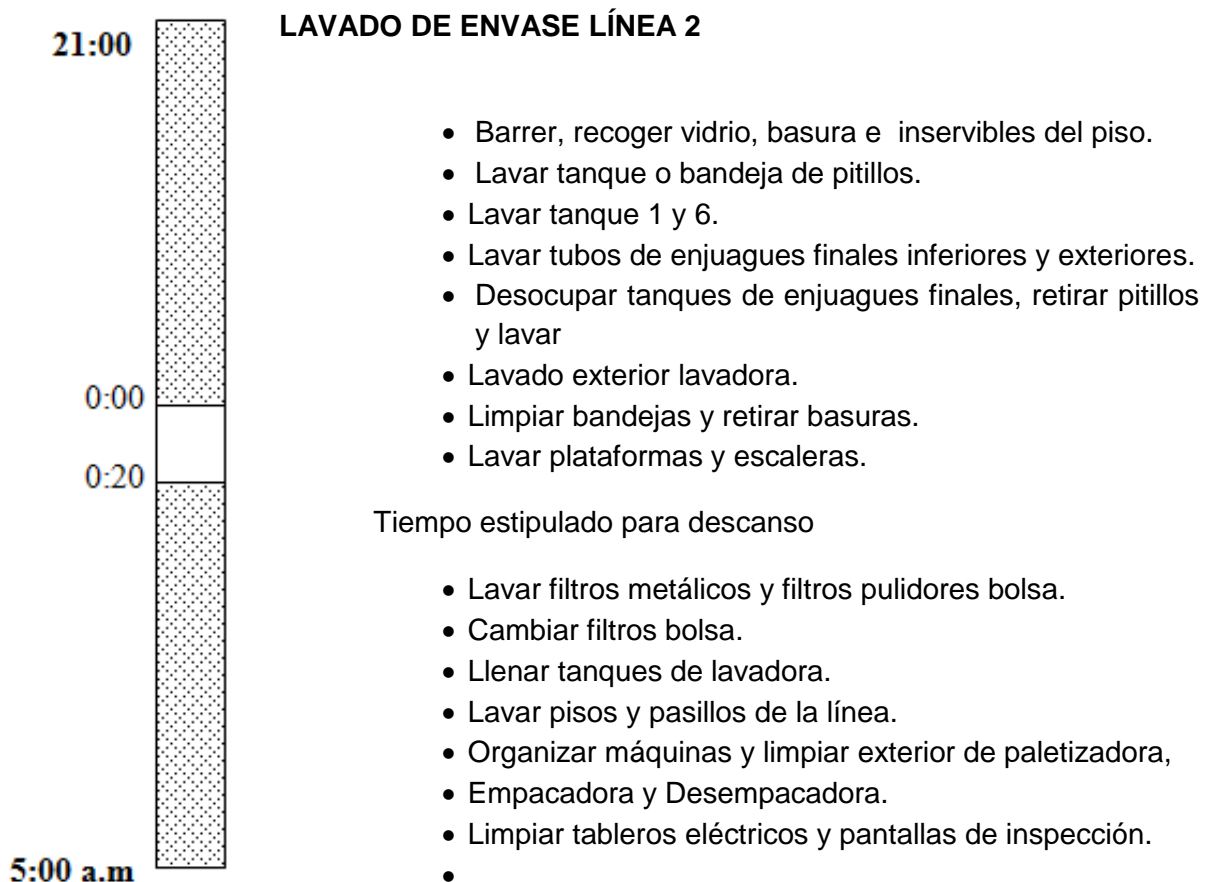 LAVADO DE ENVASE LÍNEA 2
21:00
• Barrer, recoger vidrio, basura e inservibles del piso.
• Lavar tanque o bandeja de pitillos.
• Lavar tanque 1 y 6.
• Lavar tubos de enjuagues finales inferiores y exteriores.
• Desocupar tanques de enjuagues finales, retirar pitillos
y lavar
• Lavado exterior lavadora.
0:00
• Limpiar bandejas y retirar basuras.
• Lavar plataformas y escaleras.
0:20
Tiempo estipulado para descanso
• Lavar filtros metálicos y filtros pulidores bolsa.
• Cambiar filtros bolsa.
• Llenar tanques de lavadora.
• Lavar pisos y pasillos de la línea.
• Organizar máquinas y limpiar exterior de paletizadora,
• Empacadora y Desempacadora.
• Limpiar tableros eléctricos y pantallas de inspección.
5:00 a.m
•